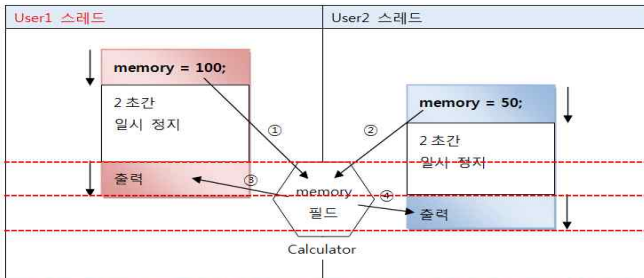 User1 스레드
User2 스레드
memory = 100;
2 초간
일시 정지
출력
①
②
memory = 50;
2 초간
일시 정지
③
memory
필드
④
출력
Calculator